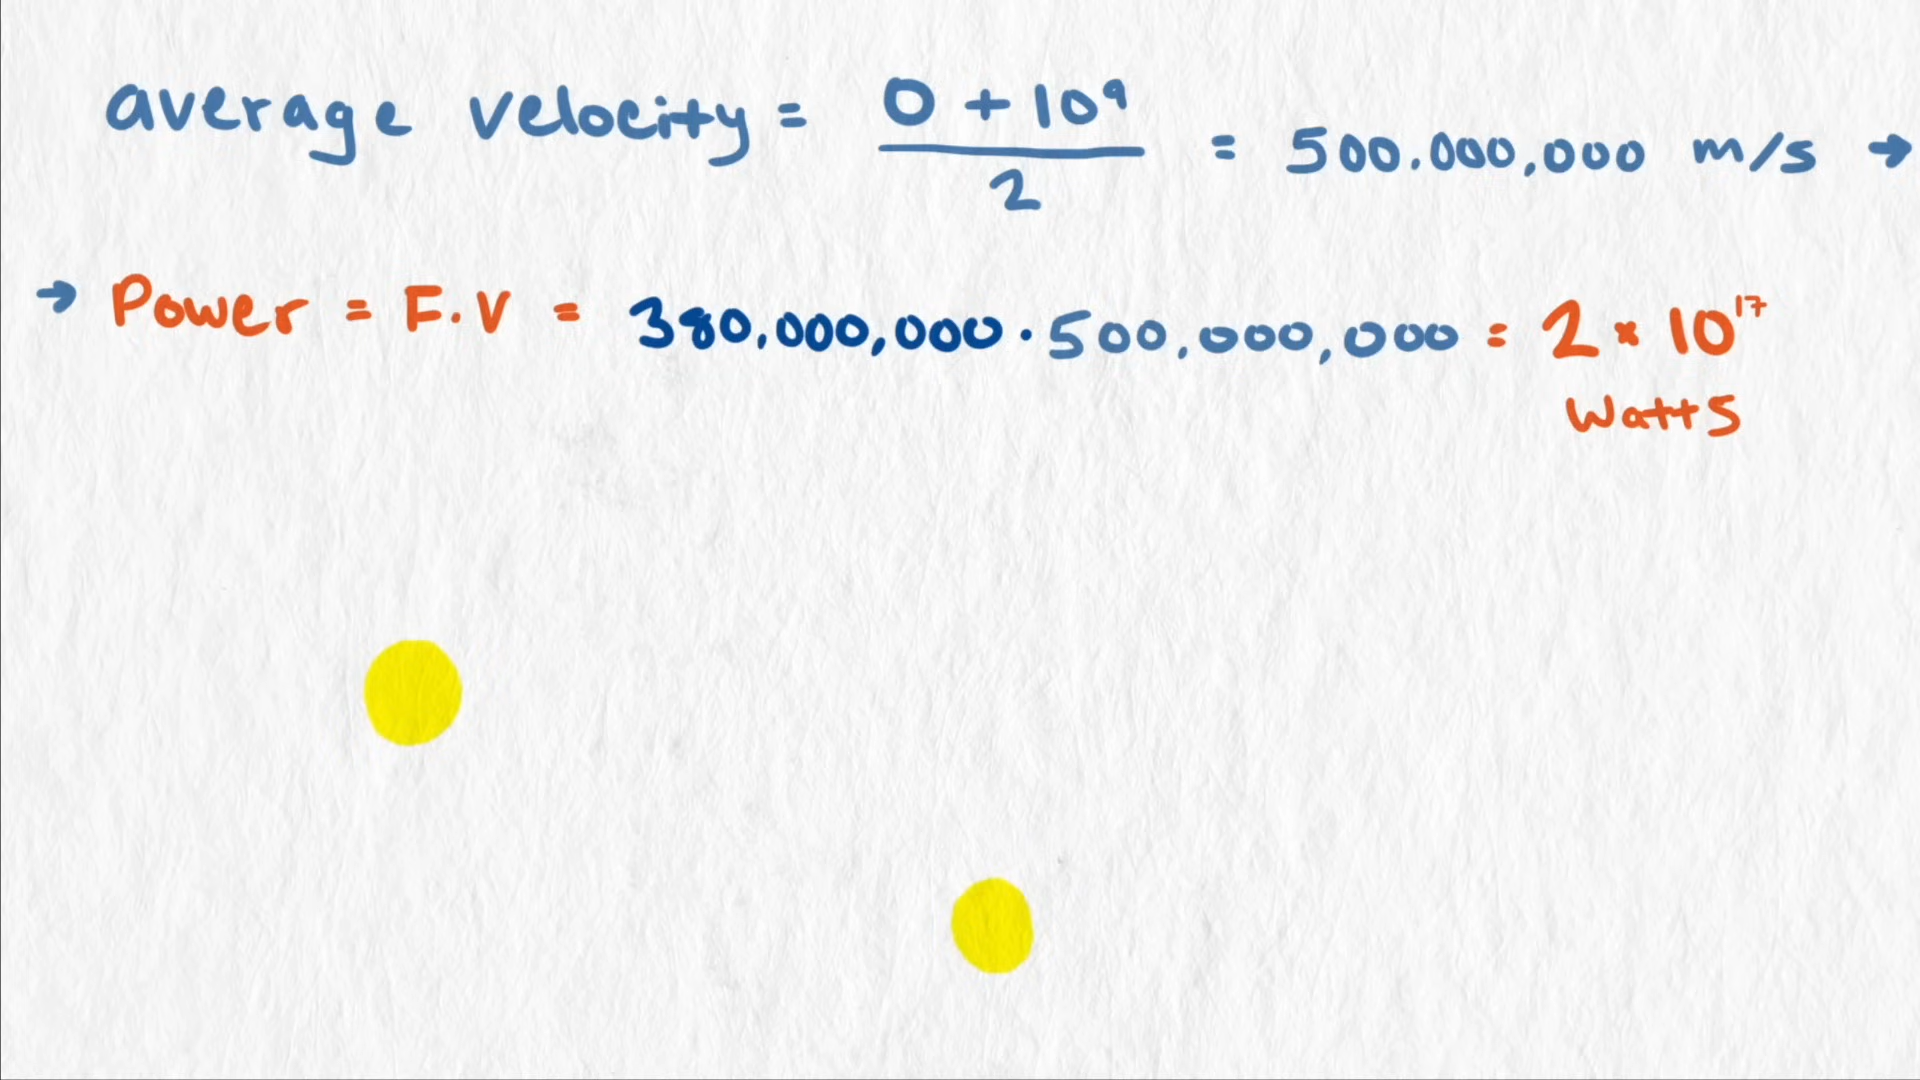 average velocity = 0 + 10⁹ / 2 = 500.000,000 m/s →
→ Power = F.V = 380,000,000 · 500,000,000 = 2 × 10¹⁷
Watts